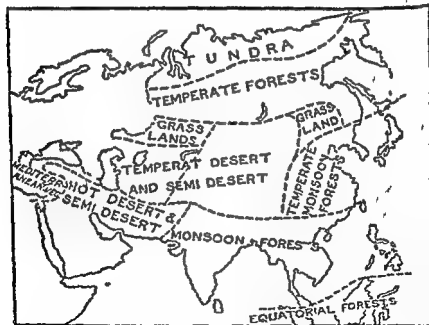 TUNDRA
TEMPERATE FORESTS
GRASS
LANDS
GRASS
LAND
TEMPERAT DESERT
AND SEMI DESERT
TEMPERATE
MONSOON
FORESTS
HOT DESERT &
SEMI DESERT
MONSOON FORESTS
EQUATORIAL FORESTS